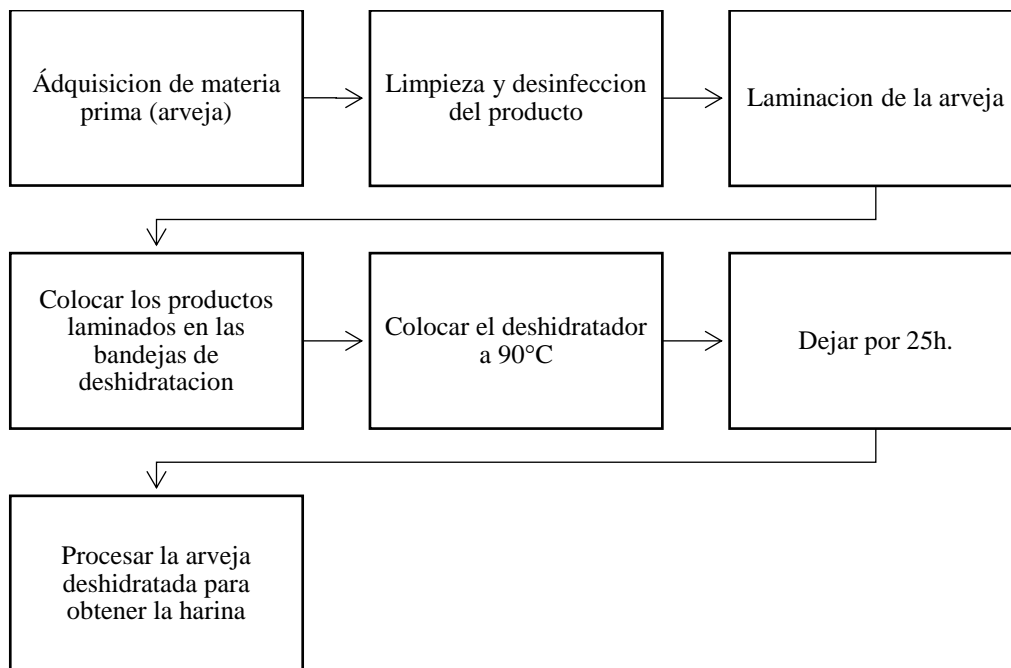 Ádquisicion de materia
prima (arveja)
Limpieza y desinfeccion
del producto
Laminacion de la arveja
Colocar los productos
laminados en las
bandejas de
deshidratacion
Colocar el deshidratador
a 90°C
Dejar por 25h.
Procesar la arveja
deshidratada para
obtener la harina